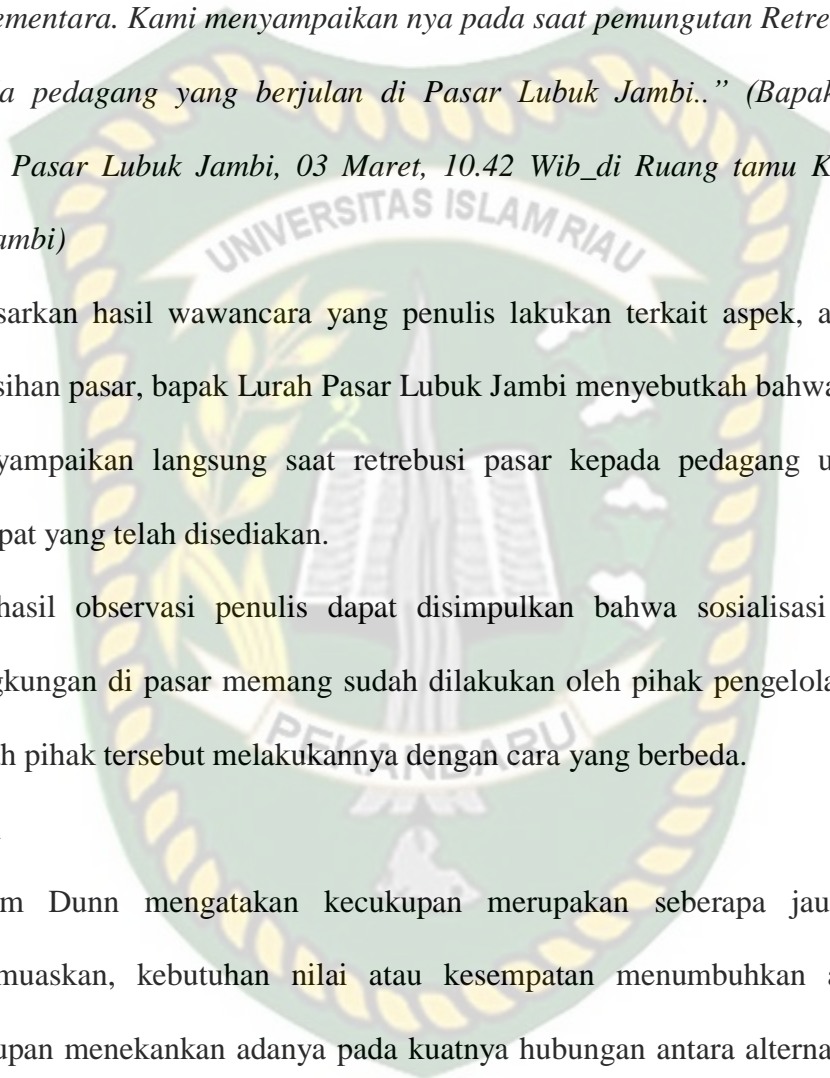 ementara. Kami menyampaikan nya pada saat pemungutan Retre
a pedagang yang berjulan di Pasar Lubuk Jambi..” (Bapak
Pasar Lubuk Jambi, 03 Maret, 10.42 Wib_di Ruang tamu K
ambi)
UNIVERSITAS ISLAM RIAU
sarkan hasil wawancara yang penulis lakukan terkait aspek, a
sihan pasar, bapak Lurah Pasar Lubuk Jambi menyebutkah bahwa
yampaikan langsung saat retrebusi pasar kepada pedagang u
pat yang telah disediakan.
hasil observasi penulis dapat disimpulkan bahwa sosialisasi
gkungan di pasar memang sudah dilakukan oleh pihak pengelola
ah pihak tersebut melakukannya dengan cara yang berbeda.
PEKANBARU
m Dunn mengatakan kecukupan merupakan seberapa jau
muaskan, kebutuhan nilai atau kesempatan menumbuhkan a
upan menekankan adanya pada kuatnya hubungan antara alterna